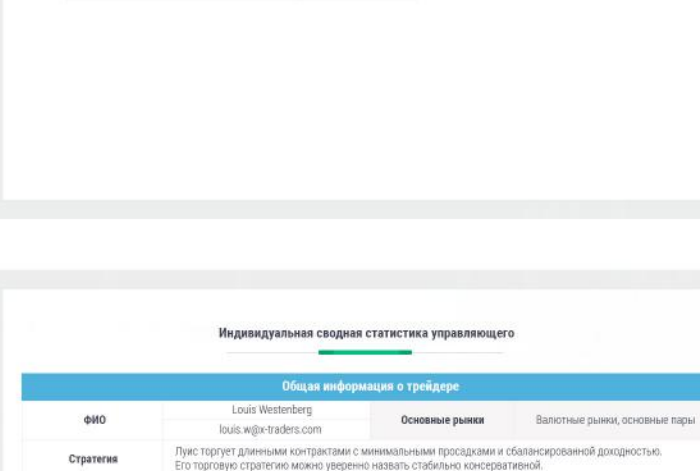 Индивидуальная сводная статистика управляющего
Общая информация о трейдере
ФИО
Louis Westenberg
louis.w@x-traders.com
Основные рынки
Валютные рынки, основные пары
Стратегия
Луис торгует длинными контрактами с минимальными просадками и сбалансированной доходностью.
Его торговую стратегию можно уверенно назвать стабильно консервативной.